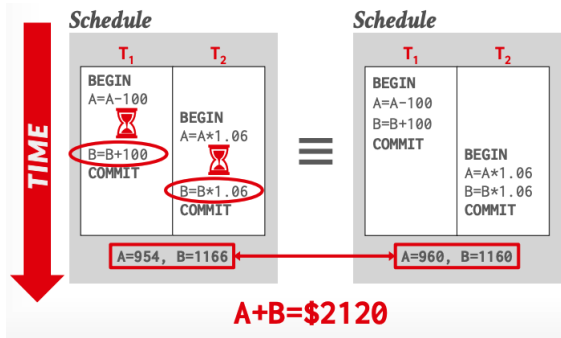 Schedule
Schedule
TIME
T1
T2
BEGIN
A=A-100
BEGIN
A=A*1.06
B=B+100
COMMIT
B=B*1.06
COMMIT
A=954, B=1166
≡
T1
T2
BEGIN
A=A-100
B=B+100
COMMIT
BEGIN
A=A*1.06
B=B*1.06
COMMIT
A=960, B=1160
A+B=$2120